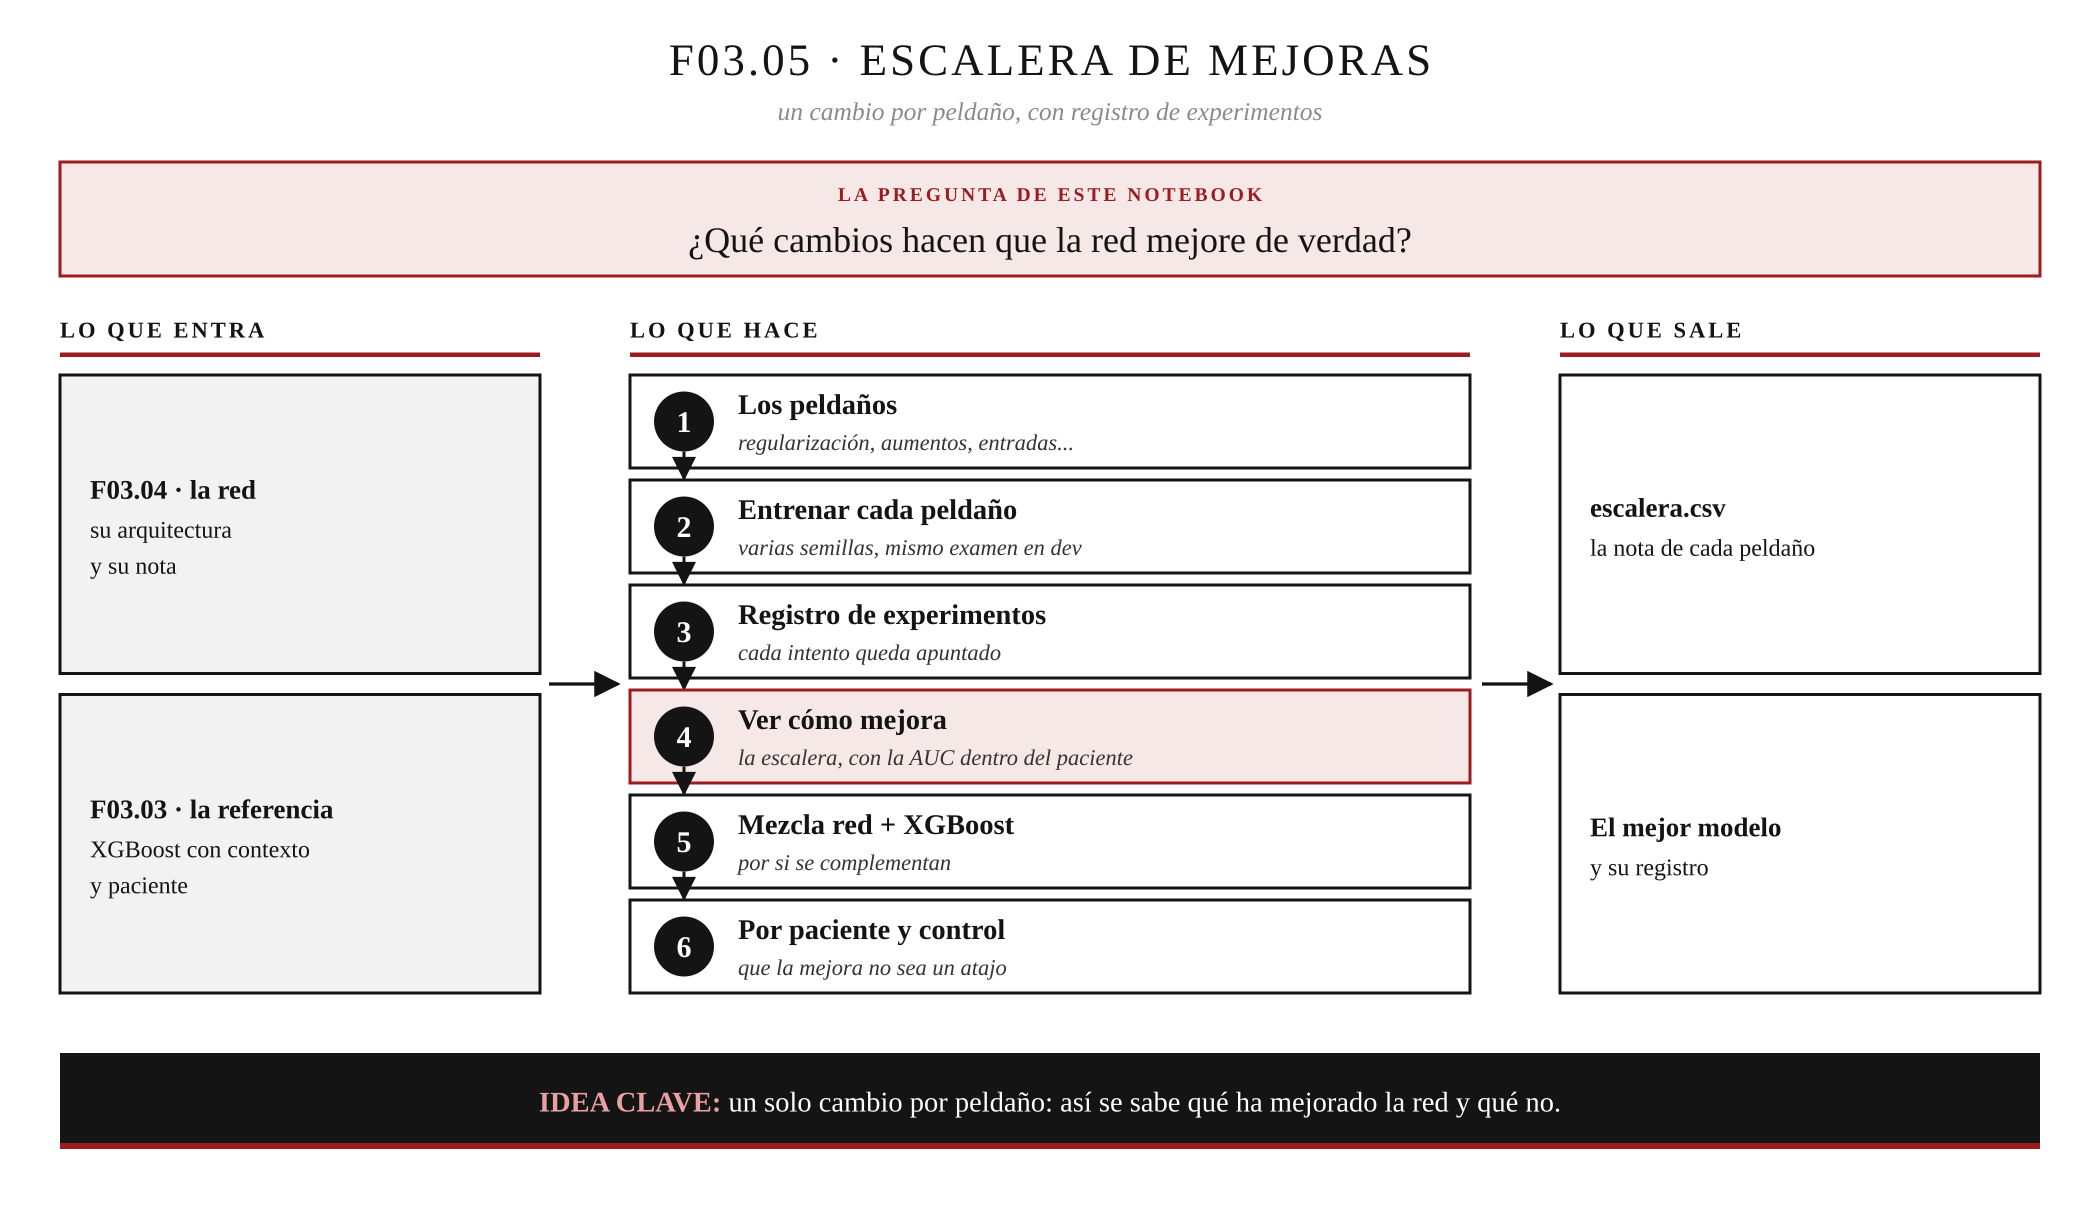 F03.05 · ESCALERA DE MEJORAS
un cambio por peldaño, con registro de experimentos
LA PREGUNTA DE ESTE NOTEBOOK
¿Qué cambios hacen que la red mejore de verdad?
LO QUE ENTRA
F03.04 · la red
su arquitectura
y su nota
F03.03 · la referencia
XGBoost con contexto
y paciente
LO QUE HACE
1
Los peldaños
regularización, aumentos, entradas...
2
Entrenar cada peldaño
varias semillas, mismo examen en dev
3
Registro de experimentos
cada intento queda apuntado
4
Ver cómo mejora
la escalera, con la AUC dentro del paciente
5
Mezcla red + XGBoost
por si se complementan
6
Por paciente y control
que la mejora no sea un atajo
LO QUE SALE
escalera.csv
la nota de cada peldaño
El mejor modelo
y su registro
IDEA CLAVE: un solo cambio por peldaño: así se sabe qué ha mejorado la red y qué no.